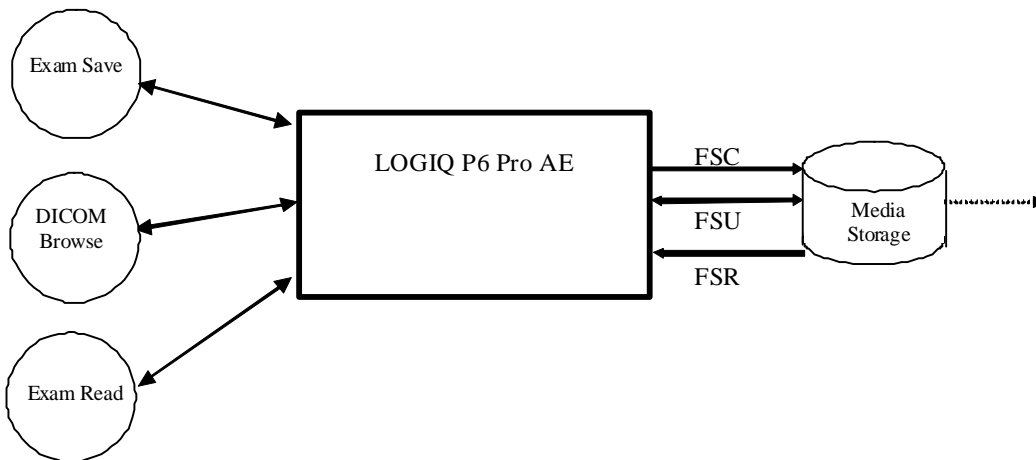 Exam Save
DICOM
Browse
Exam Read
LOGIQ P6 Pro AE
FSC
FSU
FSR
Media
Storage